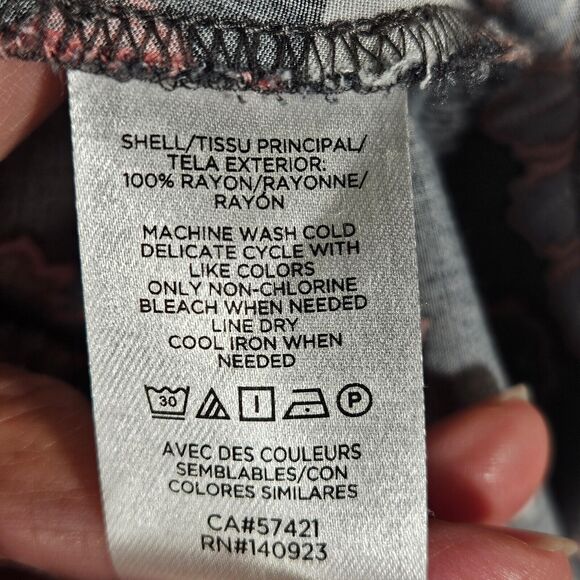 SHELL/TISSU PRINCIPAL/
TELA EXTERIOR:
100% RAYON/RAYONNE/
RAYÓN
MACHINE WASH COLD
DELICATE CYCLE WITH
LIKE COLORS
ONLY NON-CHLORINE
BLEACH WHEN NEEDED
LINE DRY
COOL IRON WHEN
NEEDED
30 P
AVEC DES COULEURS
SEMBLABLES/CON
COLORES SIMILARES
CA#57421
RN#140923